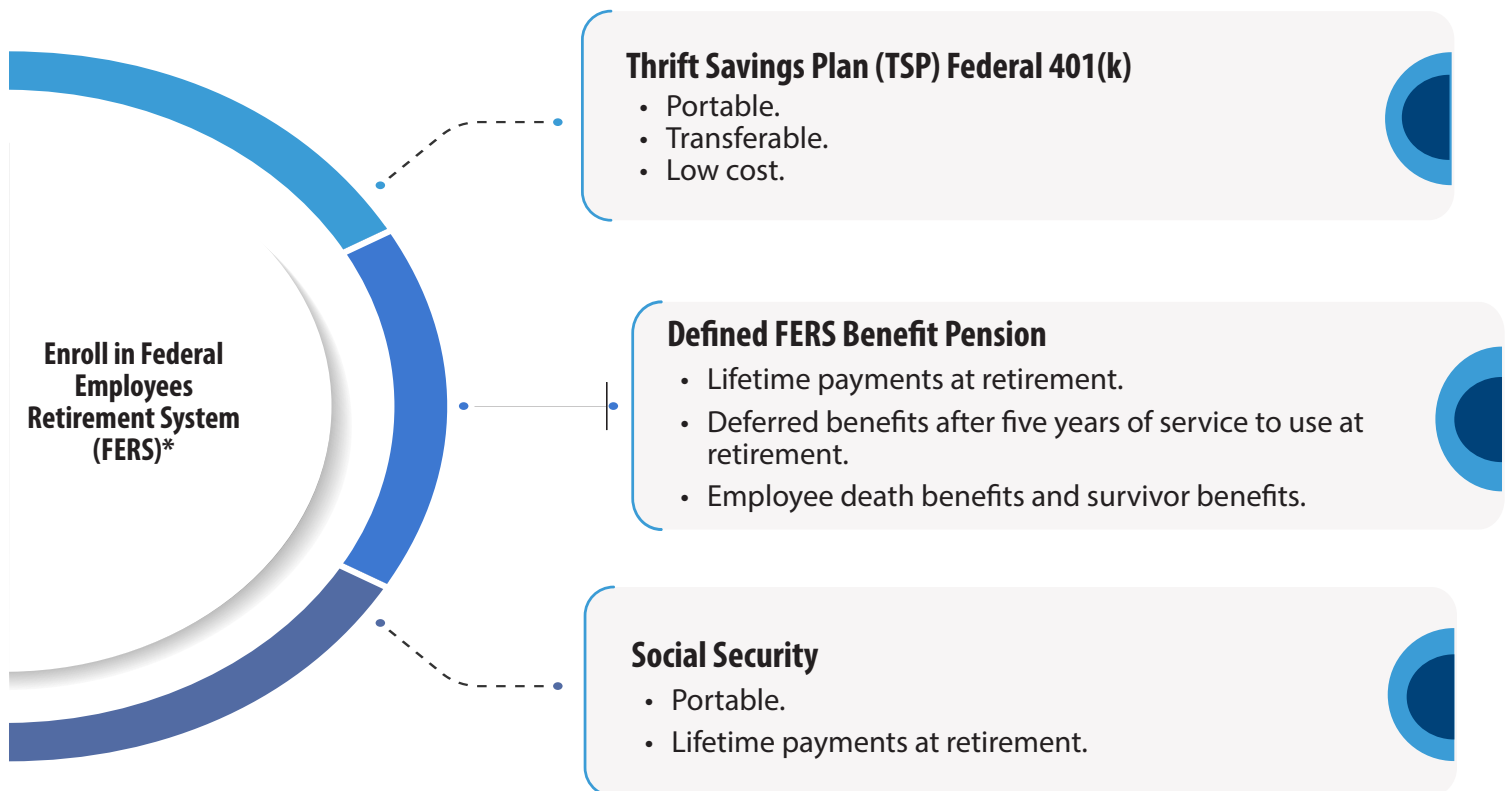 Enroll in Federal
Employees
Retirement System
(FERS)*
Thrift Savings Plan (TSP) Federal 401(k)
• Portable.
• Transferable.
• Low cost.
Defined FERS Benefit Pension
• Lifetime payments at retirement.
• Deferred benefits after five years of service to use at
retirement.
• Employee death benefits and survivor benefits.
Social Security
• Portable.
• Lifetime payments at retirement.